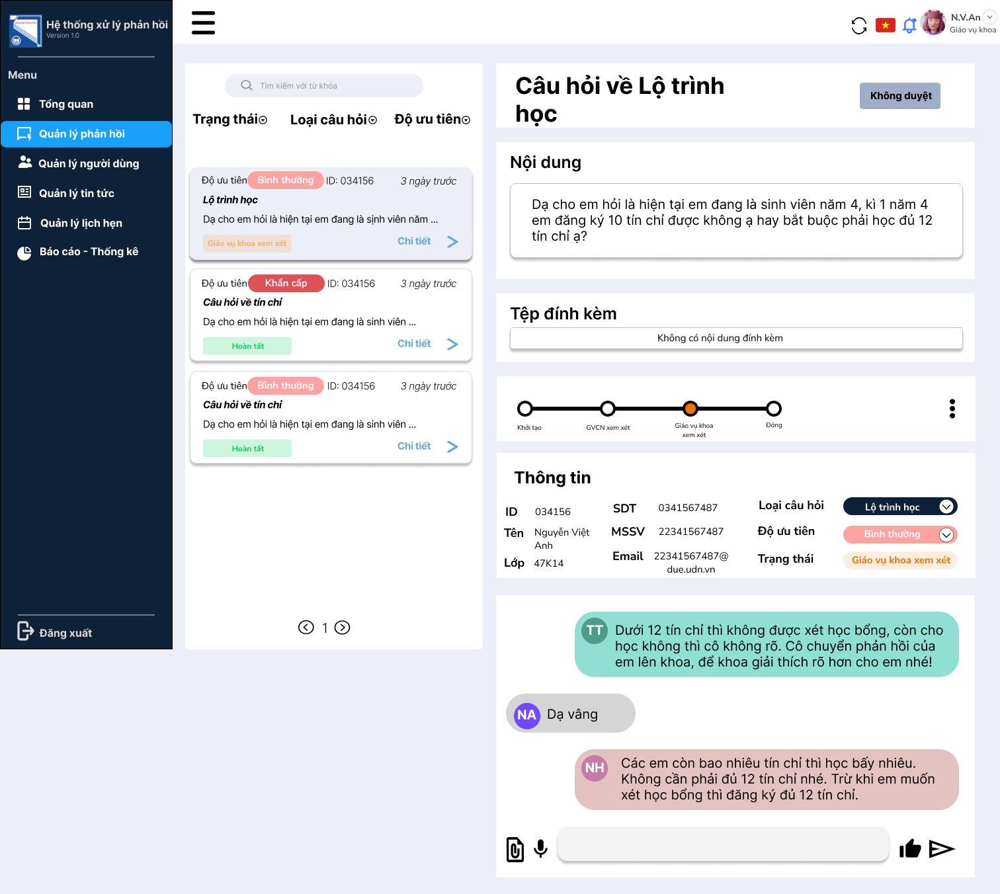 Hệ thống xử lý phản hồi
Version 1.0
Menu
Tổng quan
Quản lý phản hồi
Quản lý người dùng
Quản lý tin tức
Quản lý lịch hẹn
Báo cáo - Thống kê
Đăng xuất
N.V.An
Giáo vụ khoa
Tìm kiếm với từ khóa
Trạng thái
Loại câu hỏi
Độ ưu tiên
Độ ưu tiên Bình thường ID: 034156 3 ngày trước
Lộ trình học
Dạ cho em hỏi là hiện tại em đang là sinh viên năm ...
Giáo vụ khoa xem xét
Chi tiết
Độ ưu tiên Khẩn cấp ID: 034156 3 ngày trước
Câu hỏi về tín chỉ
Dạ cho em hỏi là hiện tại em đang là sinh viên ...
Hoàn tất
Chi tiết
Độ ưu tiên Bình thường ID: 034156 3 ngày trước
Câu hỏi về tín chỉ
Dạ cho em hỏi là hiện tại em đang là sinh viên ...
Hoàn tất
Chi tiết
1
Câu hỏi về Lộ trình
học
Không duyệt
Nội dung
Dạ cho em hỏi là hiện tại em đang là sinh viên năm 4, kì 1 năm 4
em đăng ký 10 tín chỉ được không ạ hay bắt buộc phải học đủ 12
tín chỉ ạ?
Tệp đính kèm
Không có nội dung đính kèm
Khởi tạo
GVCN xem xét
Giáo vụ khoa
xem xét
Đóng
Thông tin
ID 034156
Tên Nguyễn Việt
Anh
Lớp 47K14
SDT 0341567487
MSSV 22341567487
Email 22341567487@
due.udn.vn
Loại câu hỏi Lộ trình học
Độ ưu tiên Bình thường
Trạng thái Giáo vụ khoa xem xét
TT
Dưới 12 tín chỉ thì không được xét học bổng, còn cho
học không thì cô không rõ. Cô chuyển phản hồi của
em lên khoa, để khoa giải thích rõ hơn cho em nhé!
NA
Dạ vâng
NH
Các em còn bao nhiêu tín chỉ thì học bấy nhiêu.
Không cần phải đủ 12 tín chỉ nhé. Trừ khi em muốn
xét học bổng thì đăng ký đủ 12 tín chỉ.